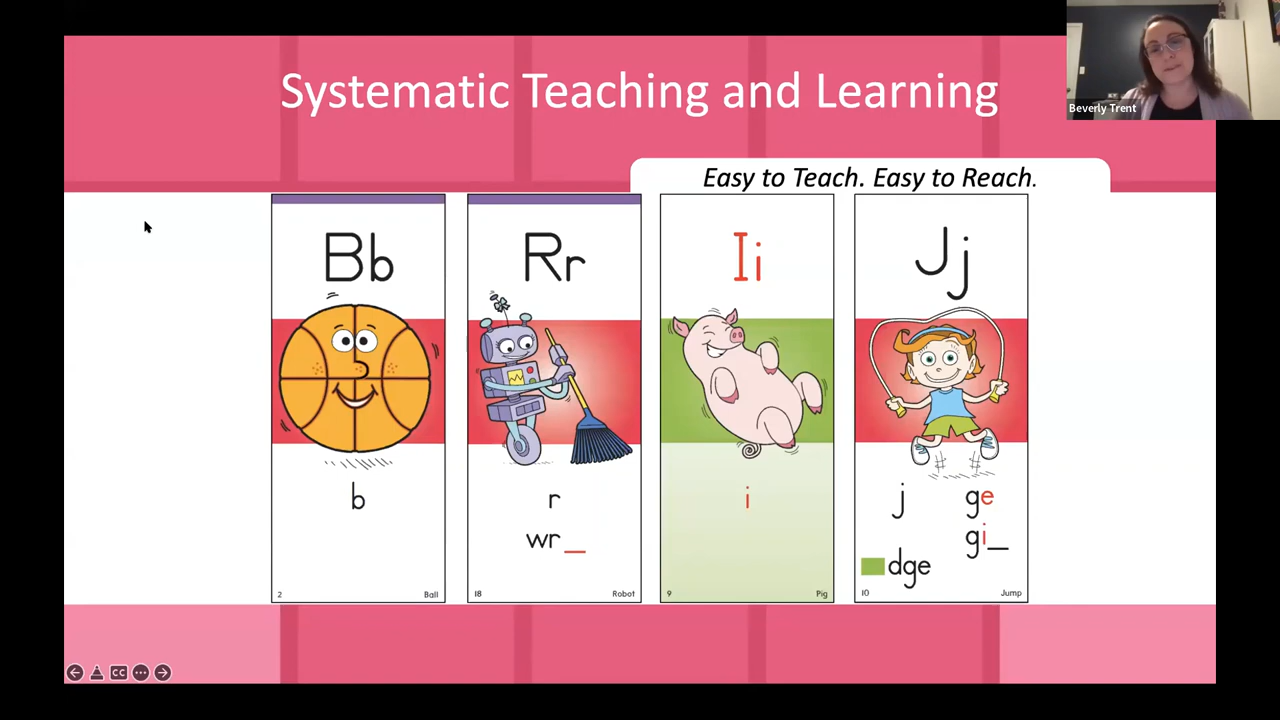 Systematic Teaching and Learning
Beverly Trent
Easy to Teach. Easy to Reach.
Bb
b
2 Ball
Rr
r
wr_
18 Robot
Ii
i
9 Pig
Jj
j ge
gi_
dge
10 Jump
CC